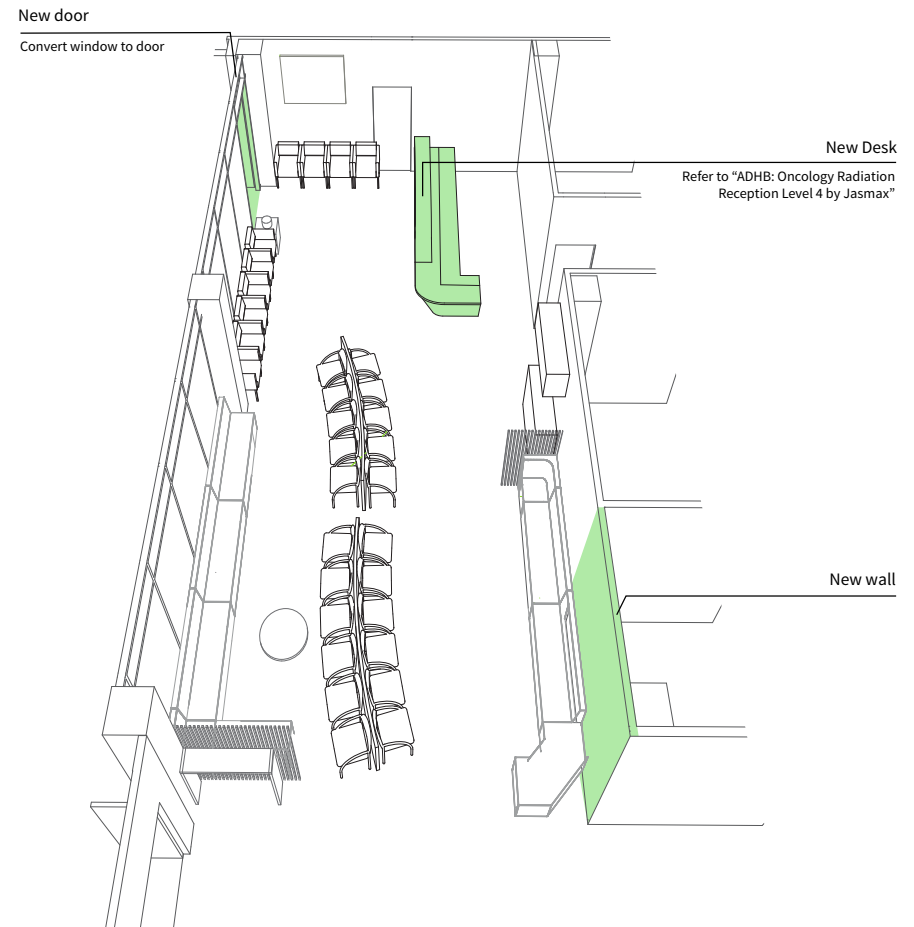 New door
Convert window to door
New Desk
Refer to “ADHB: Oncology Radiation
Reception Level 4 by Jasmax”
New wall